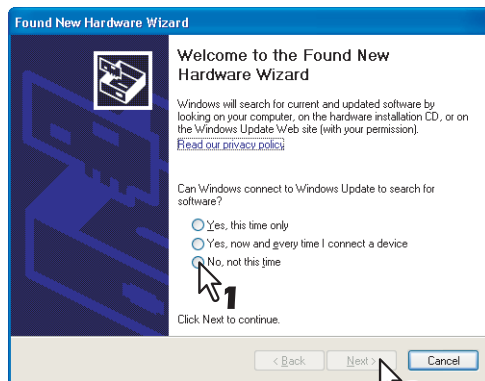 Found New Hardware Wizard
Welcome to the Found New
Hardware Wizard
Windows will search for current and updated software by
looking on your computer, on the hardware installation CD, or on
the Windows Update Web site (with your permission).
Read our privacy policy
Can Windows connect to Windows Update to search for
software?
Yes, this time only
Yes, now and every time I connect a device
No, not this time
1
Click Next to continue.
< Back
Next >
Cancel